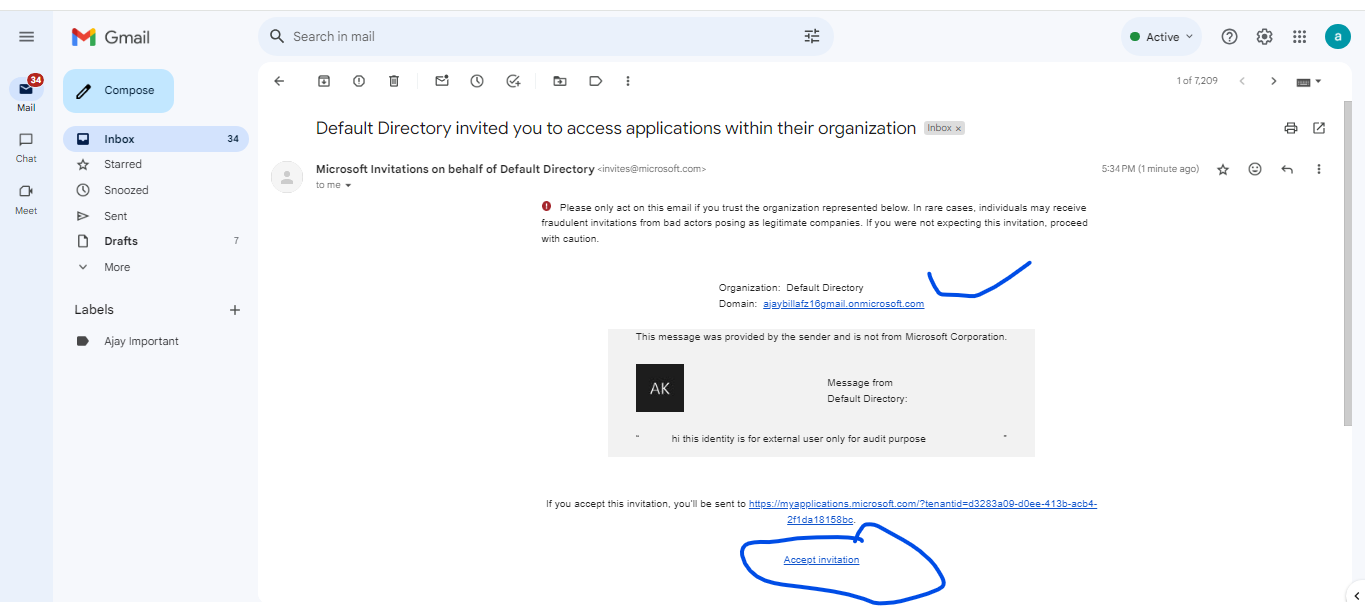 Gmail
Search in mail
Active
a
34
Mail
Compose
1 of 7,209
Inbox 34
Default Directory invited you to access applications within their organization Inbox x
Chat
Starred
Microsoft Invitations on behalf of Default Directory <invites@microsoft.com>
5:34 PM (1 minute ago)
to me
Snoozed
Meet
Sent
Drafts 7
More
Labels +
Ajay Important
Please only act on this email if you trust the organization represented below. In rare cases, individuals may receive
fraudulent invitations from bad actors posing as legitimate companies. If you were not expecting this invitation, proceed
with caution.
Organization: Default Directory
Domain: ajaybillafz16gmail.onmicrosoft.com
This message was provided by the sender and is not from Microsoft Corporation.
AK
Message from
Default Directory:
" hi this identity is for external user only for audit purpose "
If you accept this invitation, you'll be sent to https://myapplications.microsoft.com/?tenantid=d3283a09-d0ee-413b-acb4-
2f1da18158bc.
Accept invitation